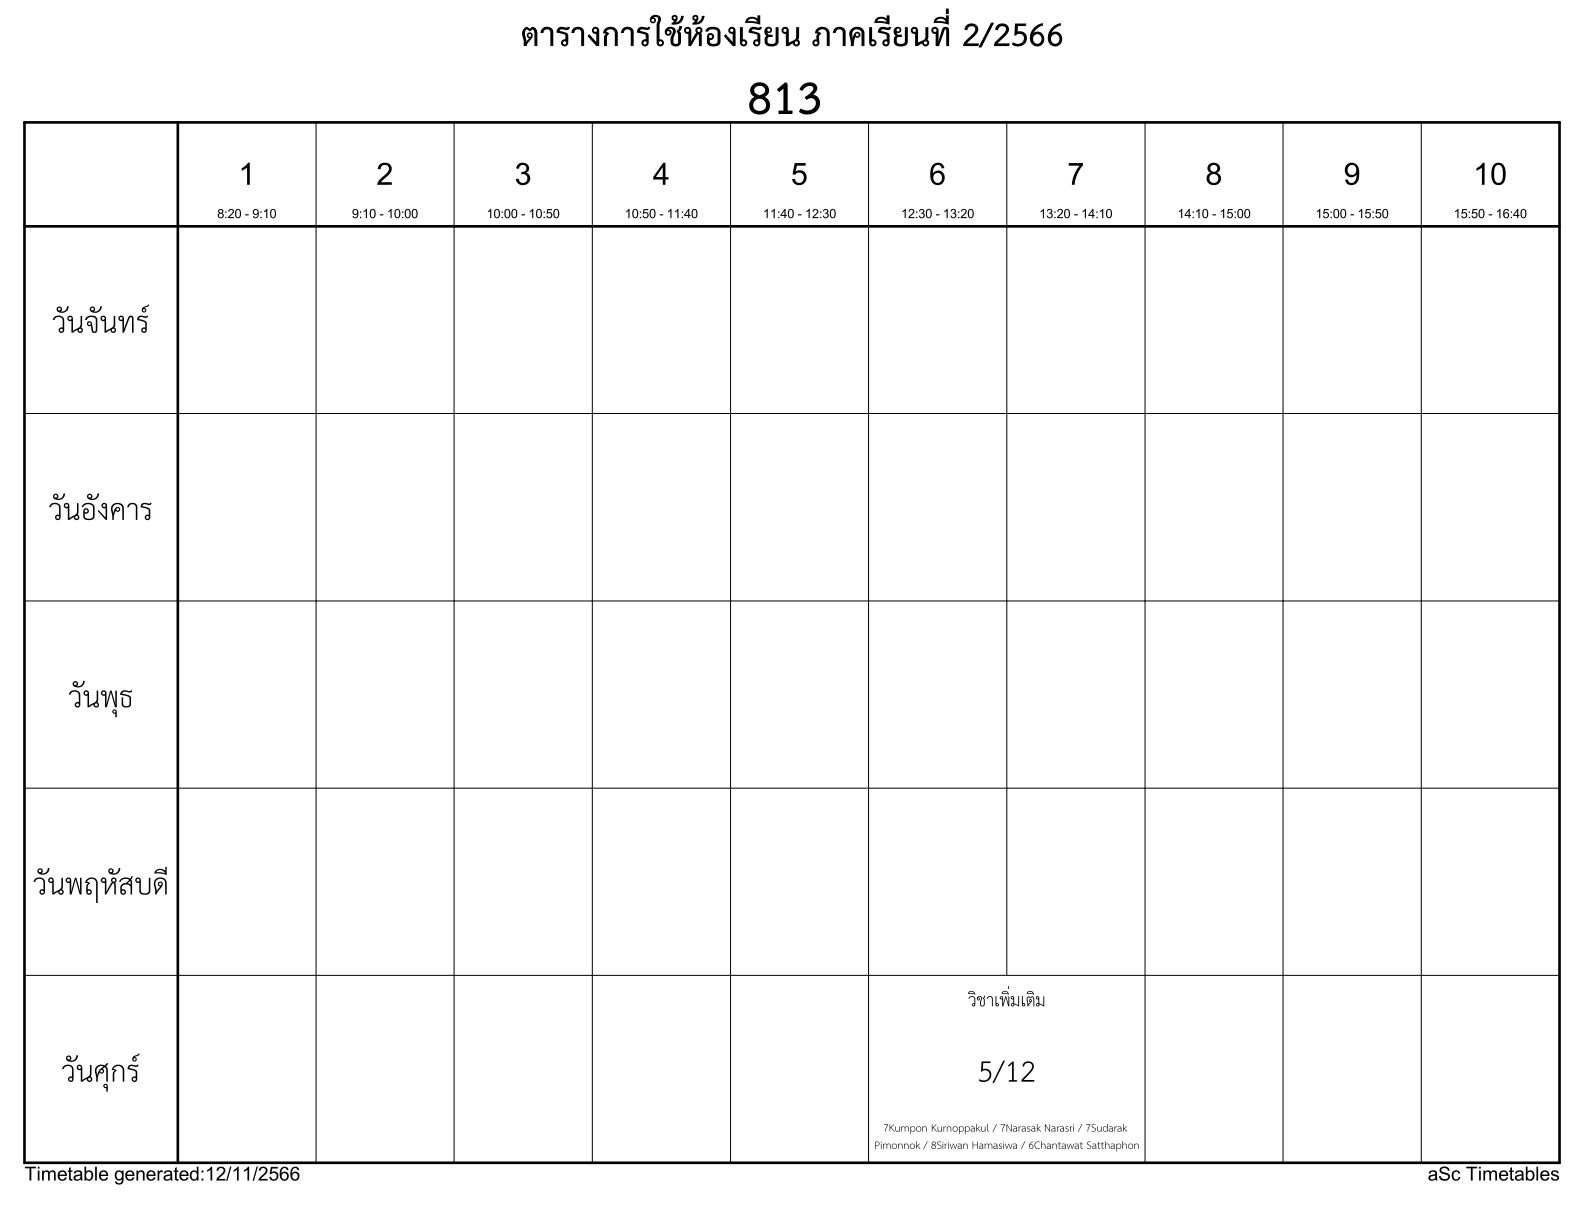 ตารางการใช้ห้องเรียน ภาคเรียนที่ 2/2566
813
1 2 3 4 5 6 7 8 9 10
8:20 - 9:10 9:10 - 10:00 10:00 - 10:50 10:50 - 11:40 11:40 - 12:30 12:30 - 13:20 13:20 - 14:10 14:10 - 15:00 15:00 - 15:50 15:50 - 16:40
วันจันทร์
วันอังคาร
วันพุธ
วันพฤหัสบดี
วันศุกร์
วิชาเพิ่มเติม
5/12
7Kumpon Kurnoppakul / 7Narasak Narasri / 7Sudarak
Pimonnok / 8Siriwan Hamasiwa / 6Chantawat Satthaphon
Timetable generated:12/11/2566
aSc Timetables